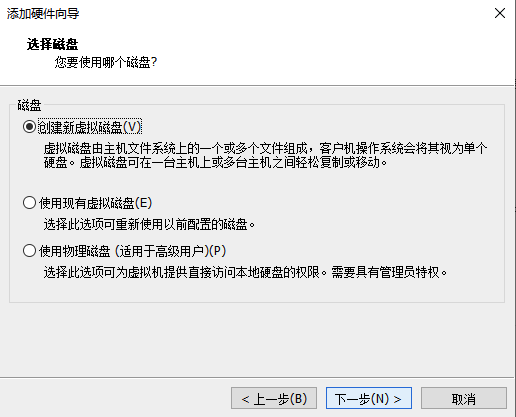 添加硬件向导
选择磁盘
您要使用哪个磁盘?
磁盘
创建新虚拟磁盘(V)
虚拟磁盘由主机文件系统上的一个或多个文件组成，客户机操作系统会将其视为单个
硬盘。虚拟磁盘可在一台主机上或多台主机之间轻松复制或移动。
使用现有虚拟磁盘(E)
选择此选项可重新使用以前配置的磁盘。
使用物理磁盘 (适用于高级用户)(P)
选择此选项可为虚拟机提供直接访问本地硬盘的权限。需要具有管理员特权。
< 上一步(B) 下一步(N) > 取消